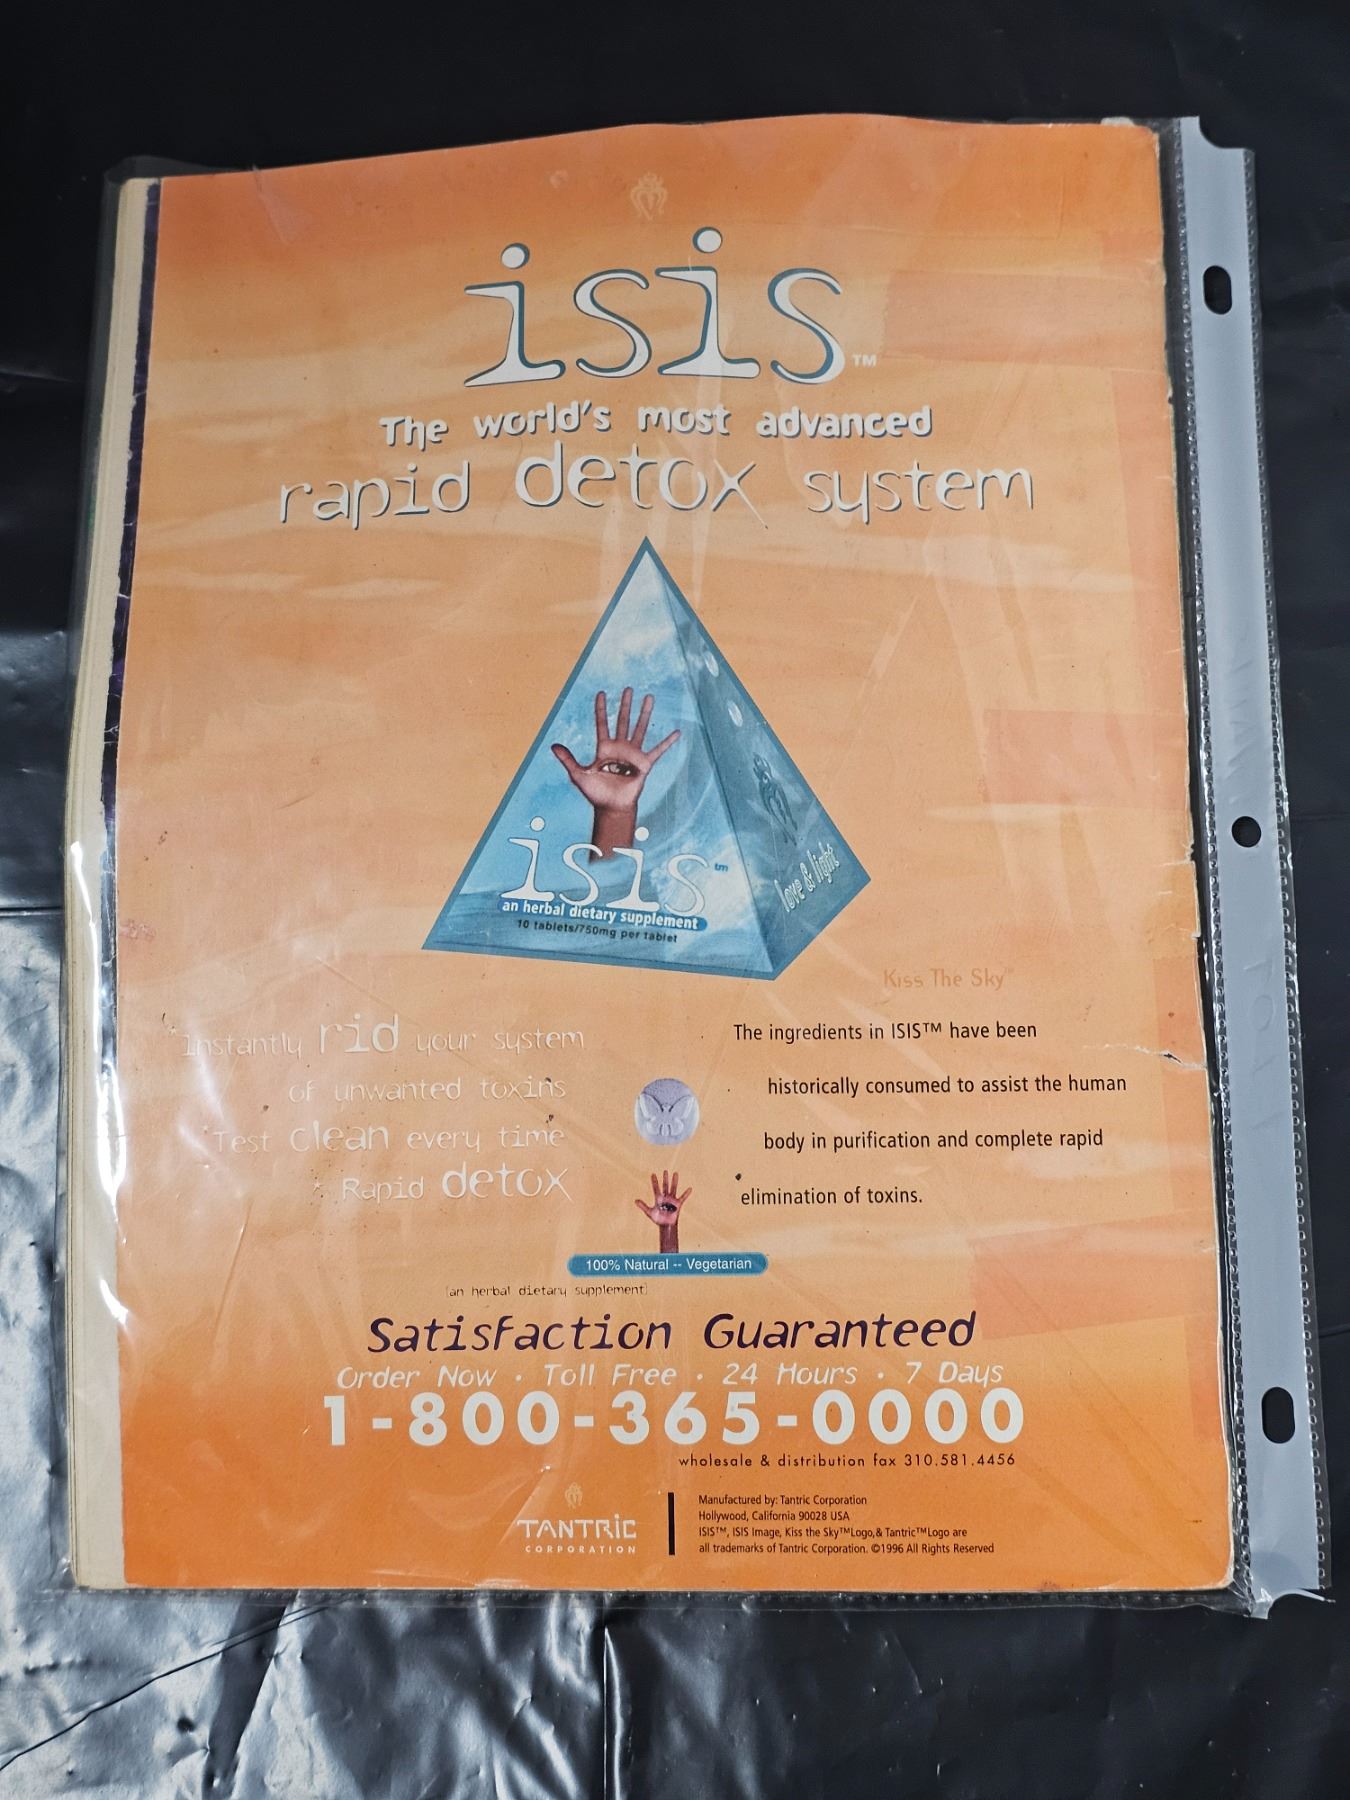 isis™
The world's most advanced
rapid detox system
isis™
an herbal dietary supplement
10 tablets/750mg per tablet
love & light
Kiss The Sky™
Instantly rid your system
of unwanted toxins
Test clean every time
Rapid detox
The ingredients in ISIS™ have been
historically consumed to assist the human
body in purification and complete rapid
elimination of toxins.
100% Natural -- Vegetarian
(an herbal dietary supplement)
Satisfaction Guaranteed
Order Now · Toll Free · 24 Hours · 7 Days
1-800-365-0000
wholesale & distribution fax 310.581.4456
TANTRIC
CORPORATION
Manufactured by: Tantric Corporation
Hollywood, California 90028 USA
ISIS™, ISIS Image, Kiss the Sky™Logo,& Tantric™Logo are
all trademarks of Tantric Corporation. ©1996 All Rights Reserved